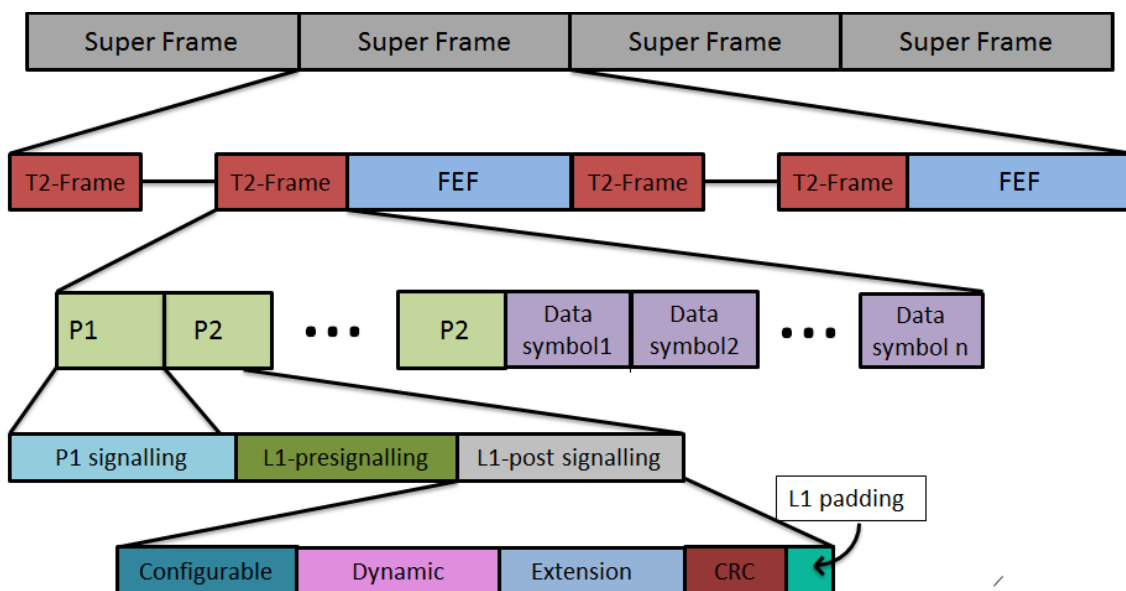 Super Frame Super Frame Super Frame Super Frame
T2-Frame T2-Frame FEF T2-Frame T2-Frame FEF
P1 P2 ... P2 Data symbol1 Data symbol2 ... Data symbol n
P1 signalling L1-presignalling L1-post signalling
L1 padding
Configurable Dynamic Extension CRC